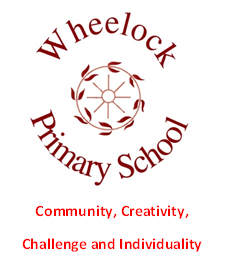 Wheelock
Primary School
Community, Creativity,
Challenge and Individuality